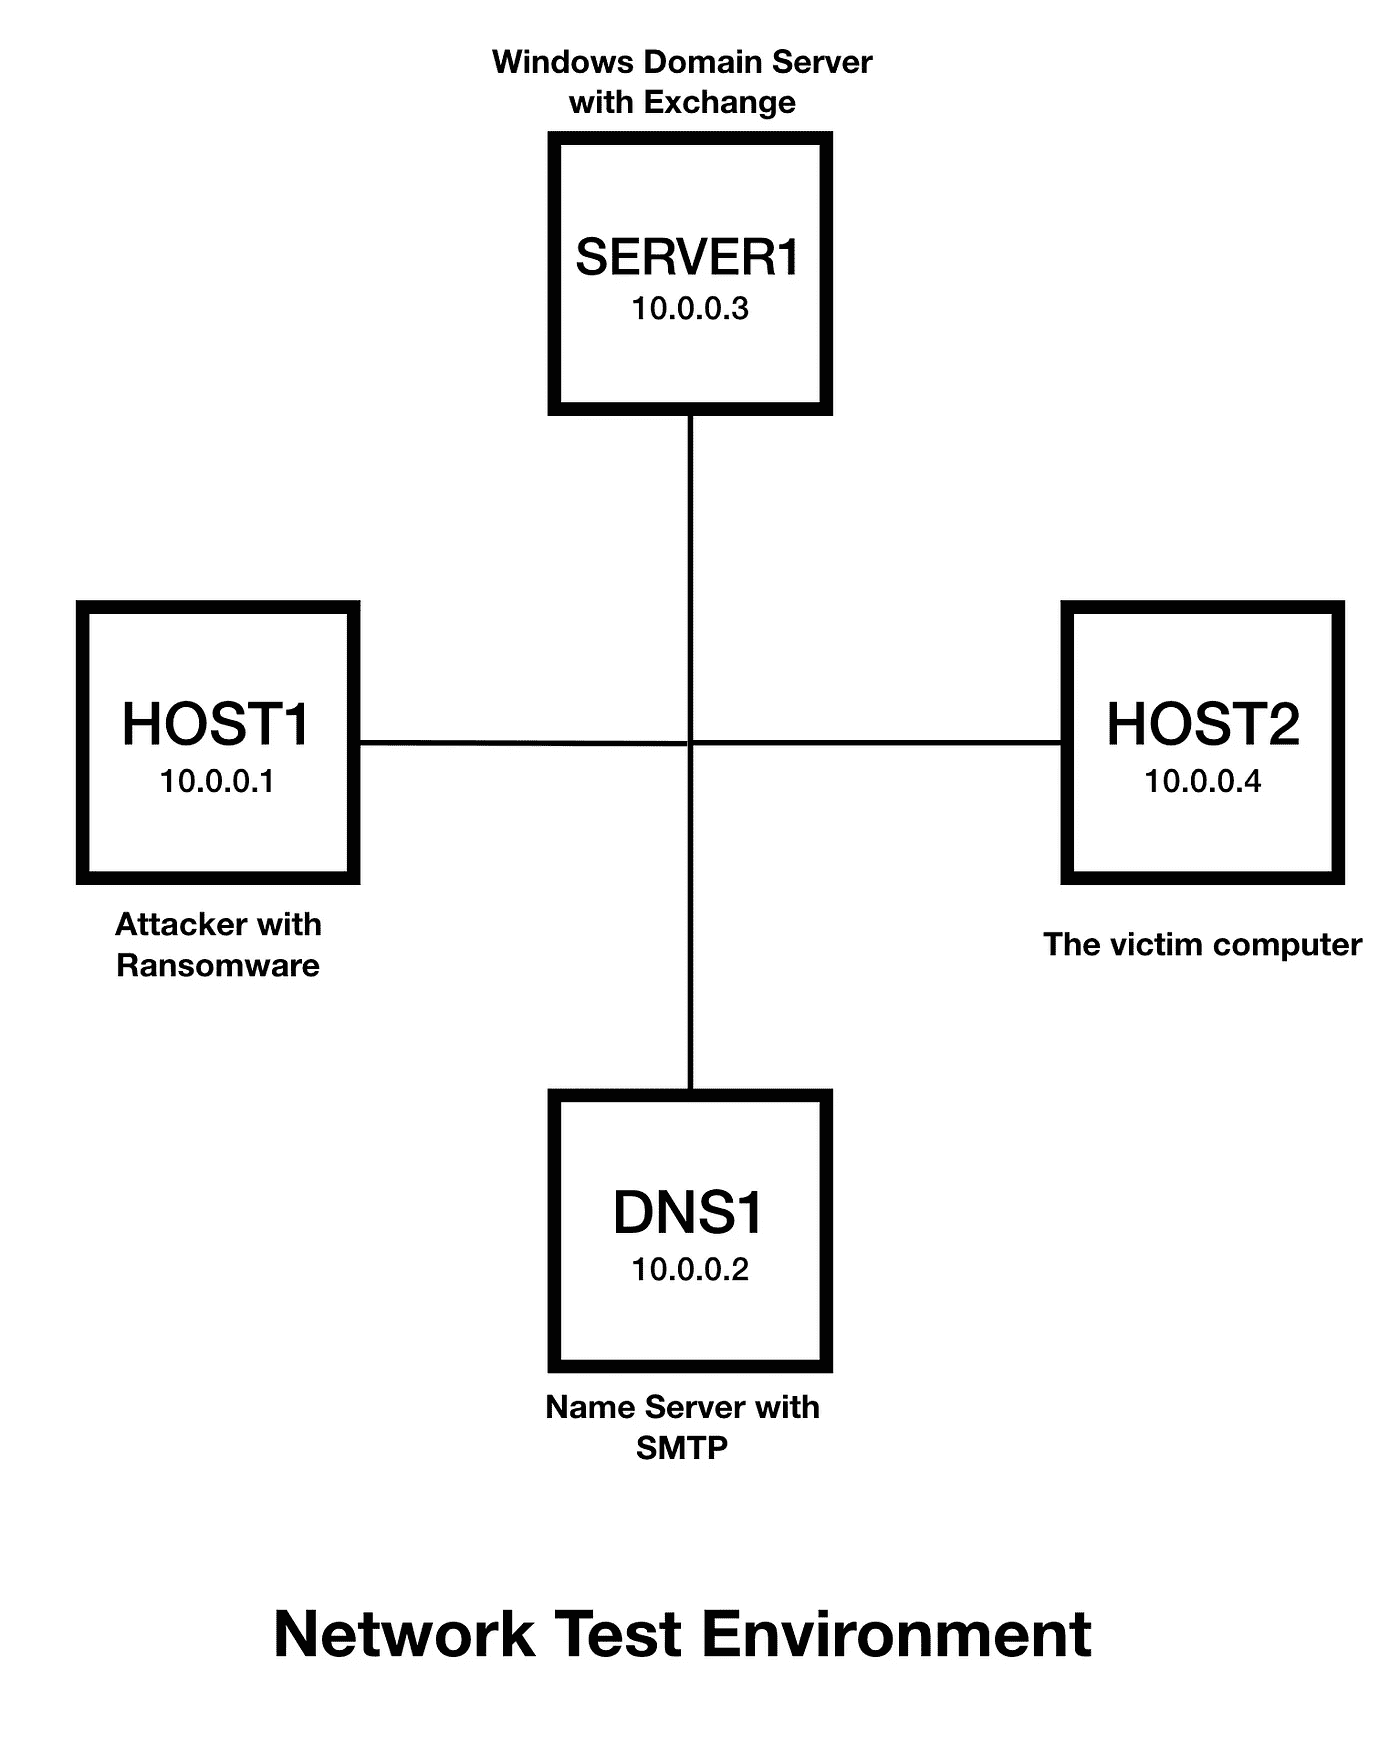 Windows Domain Server
with Exchange
SERVER1
10.0.0.3
HOST1
10.0.0.1
Attacker with
Ransomware
HOST2
10.0.0.4
The victim computer
DNS1
10.0.0.2
Name Server with
SMTP
Network Test Environment